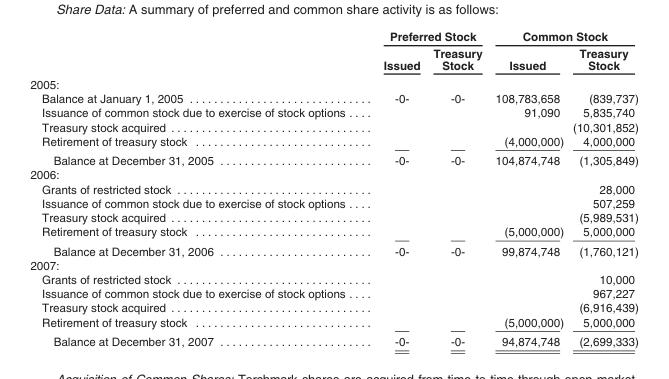 Share Data: A summary of preferred and common share activity is as follows:
Preferred Stock Common Stock
Treasury Treasury
Issued Stock Issued Stock
2005:
Balance at January 1, 2005 .............................. -0- -0- 108,783,658 (839,737)
Issuance of common stock due to exercise of stock options .... 91,090 5,835,740
Treasury stock acquired .................................. (10,301,852)
Retirement of treasury stock .............................. (4,000,000) 4,000,000
Balance at December 31, 2005 ......................... -0- -0- 104,874,748 (1,305,849)
2006:
Grants of restricted stock ................................. 28,000
Issuance of common stock due to exercise of stock options .... 507,259
Treasury stock acquired .................................. (5,989,531)
Retirement of treasury stock .............................. (5,000,000) 5,000,000
Balance at December 31, 2006 ......................... -0- -0- 99,874,748 (1,760,121)
2007:
Grants of restricted stock ................................. 10,000
Issuance of common stock due to exercise of stock options .... 967,227
Treasury stock acquired .................................. (6,916,439)
Retirement of treasury stock .............................. (5,000,000) 5,000,000
Balance at December 31, 2007 ......................... -0- -0- 94,874,748 (2,699,333)
Acquisition of Common Shares: Torchmark shares are acquired from time to time through open market